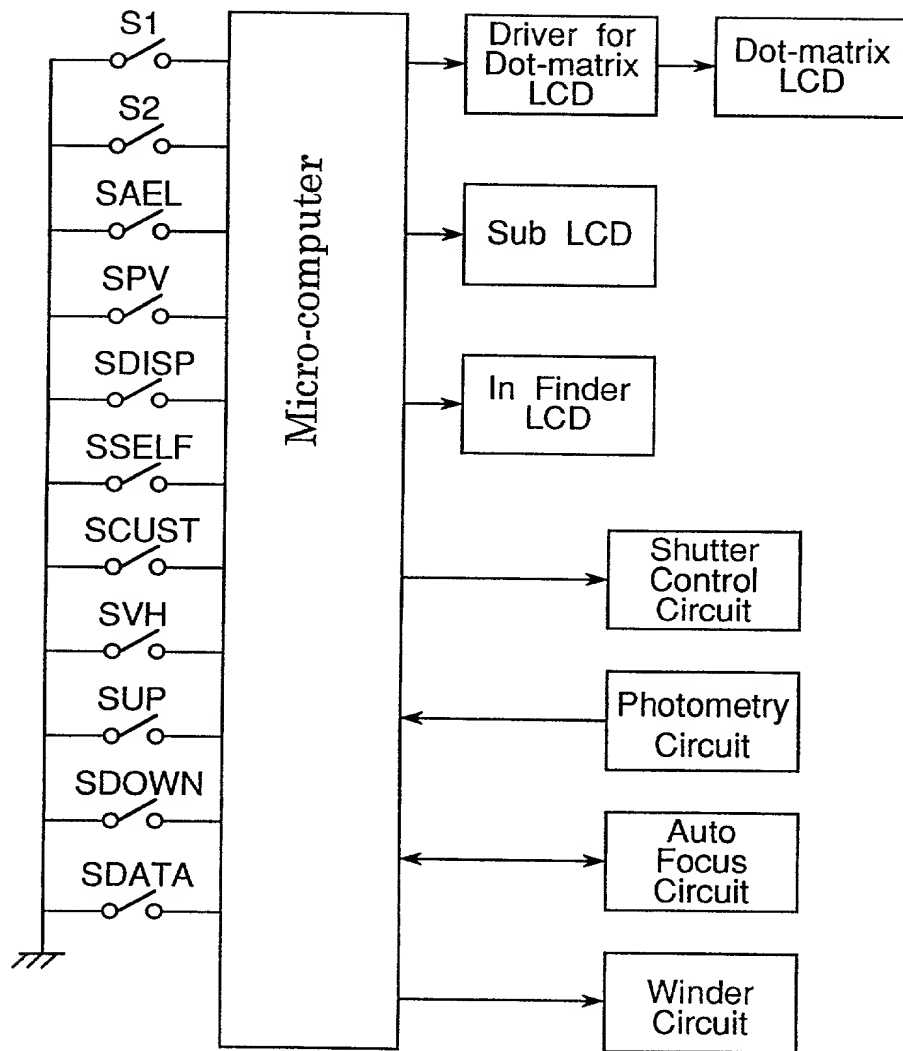 S1
S2
SAEL
SPV
SDISP
SSELF
SCUST
SVH
SUP
SDOWN
SDATA
Micro-computer
Driver for
Dot-matrix
LCD
Dot-matrix
LCD
Sub LCD
In Finder
LCD
Shutter
Control
Circuit
Photometry
Circuit
Auto
Focus
Circuit
Winder
Circuit